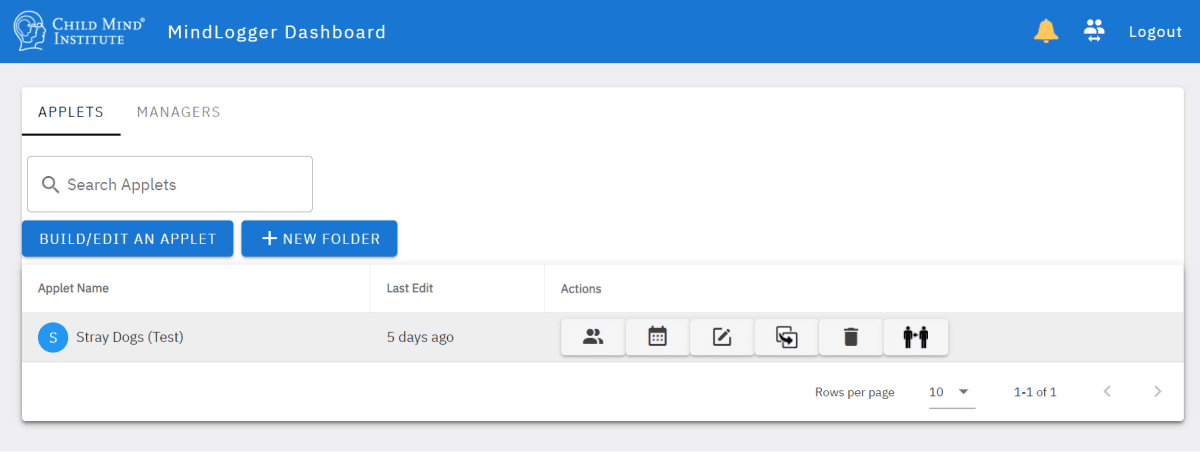 CHILD MIND®
INSTITUTE
MindLogger Dashboard
Logout
APPLETS
MANAGERS
Search Applets
BUILD/EDIT AN APPLET
NEW FOLDER
Applet Name
Last Edit
Actions
S
Stray Dogs (Test)
5 days ago
Rows per page
10
1-1 of 1